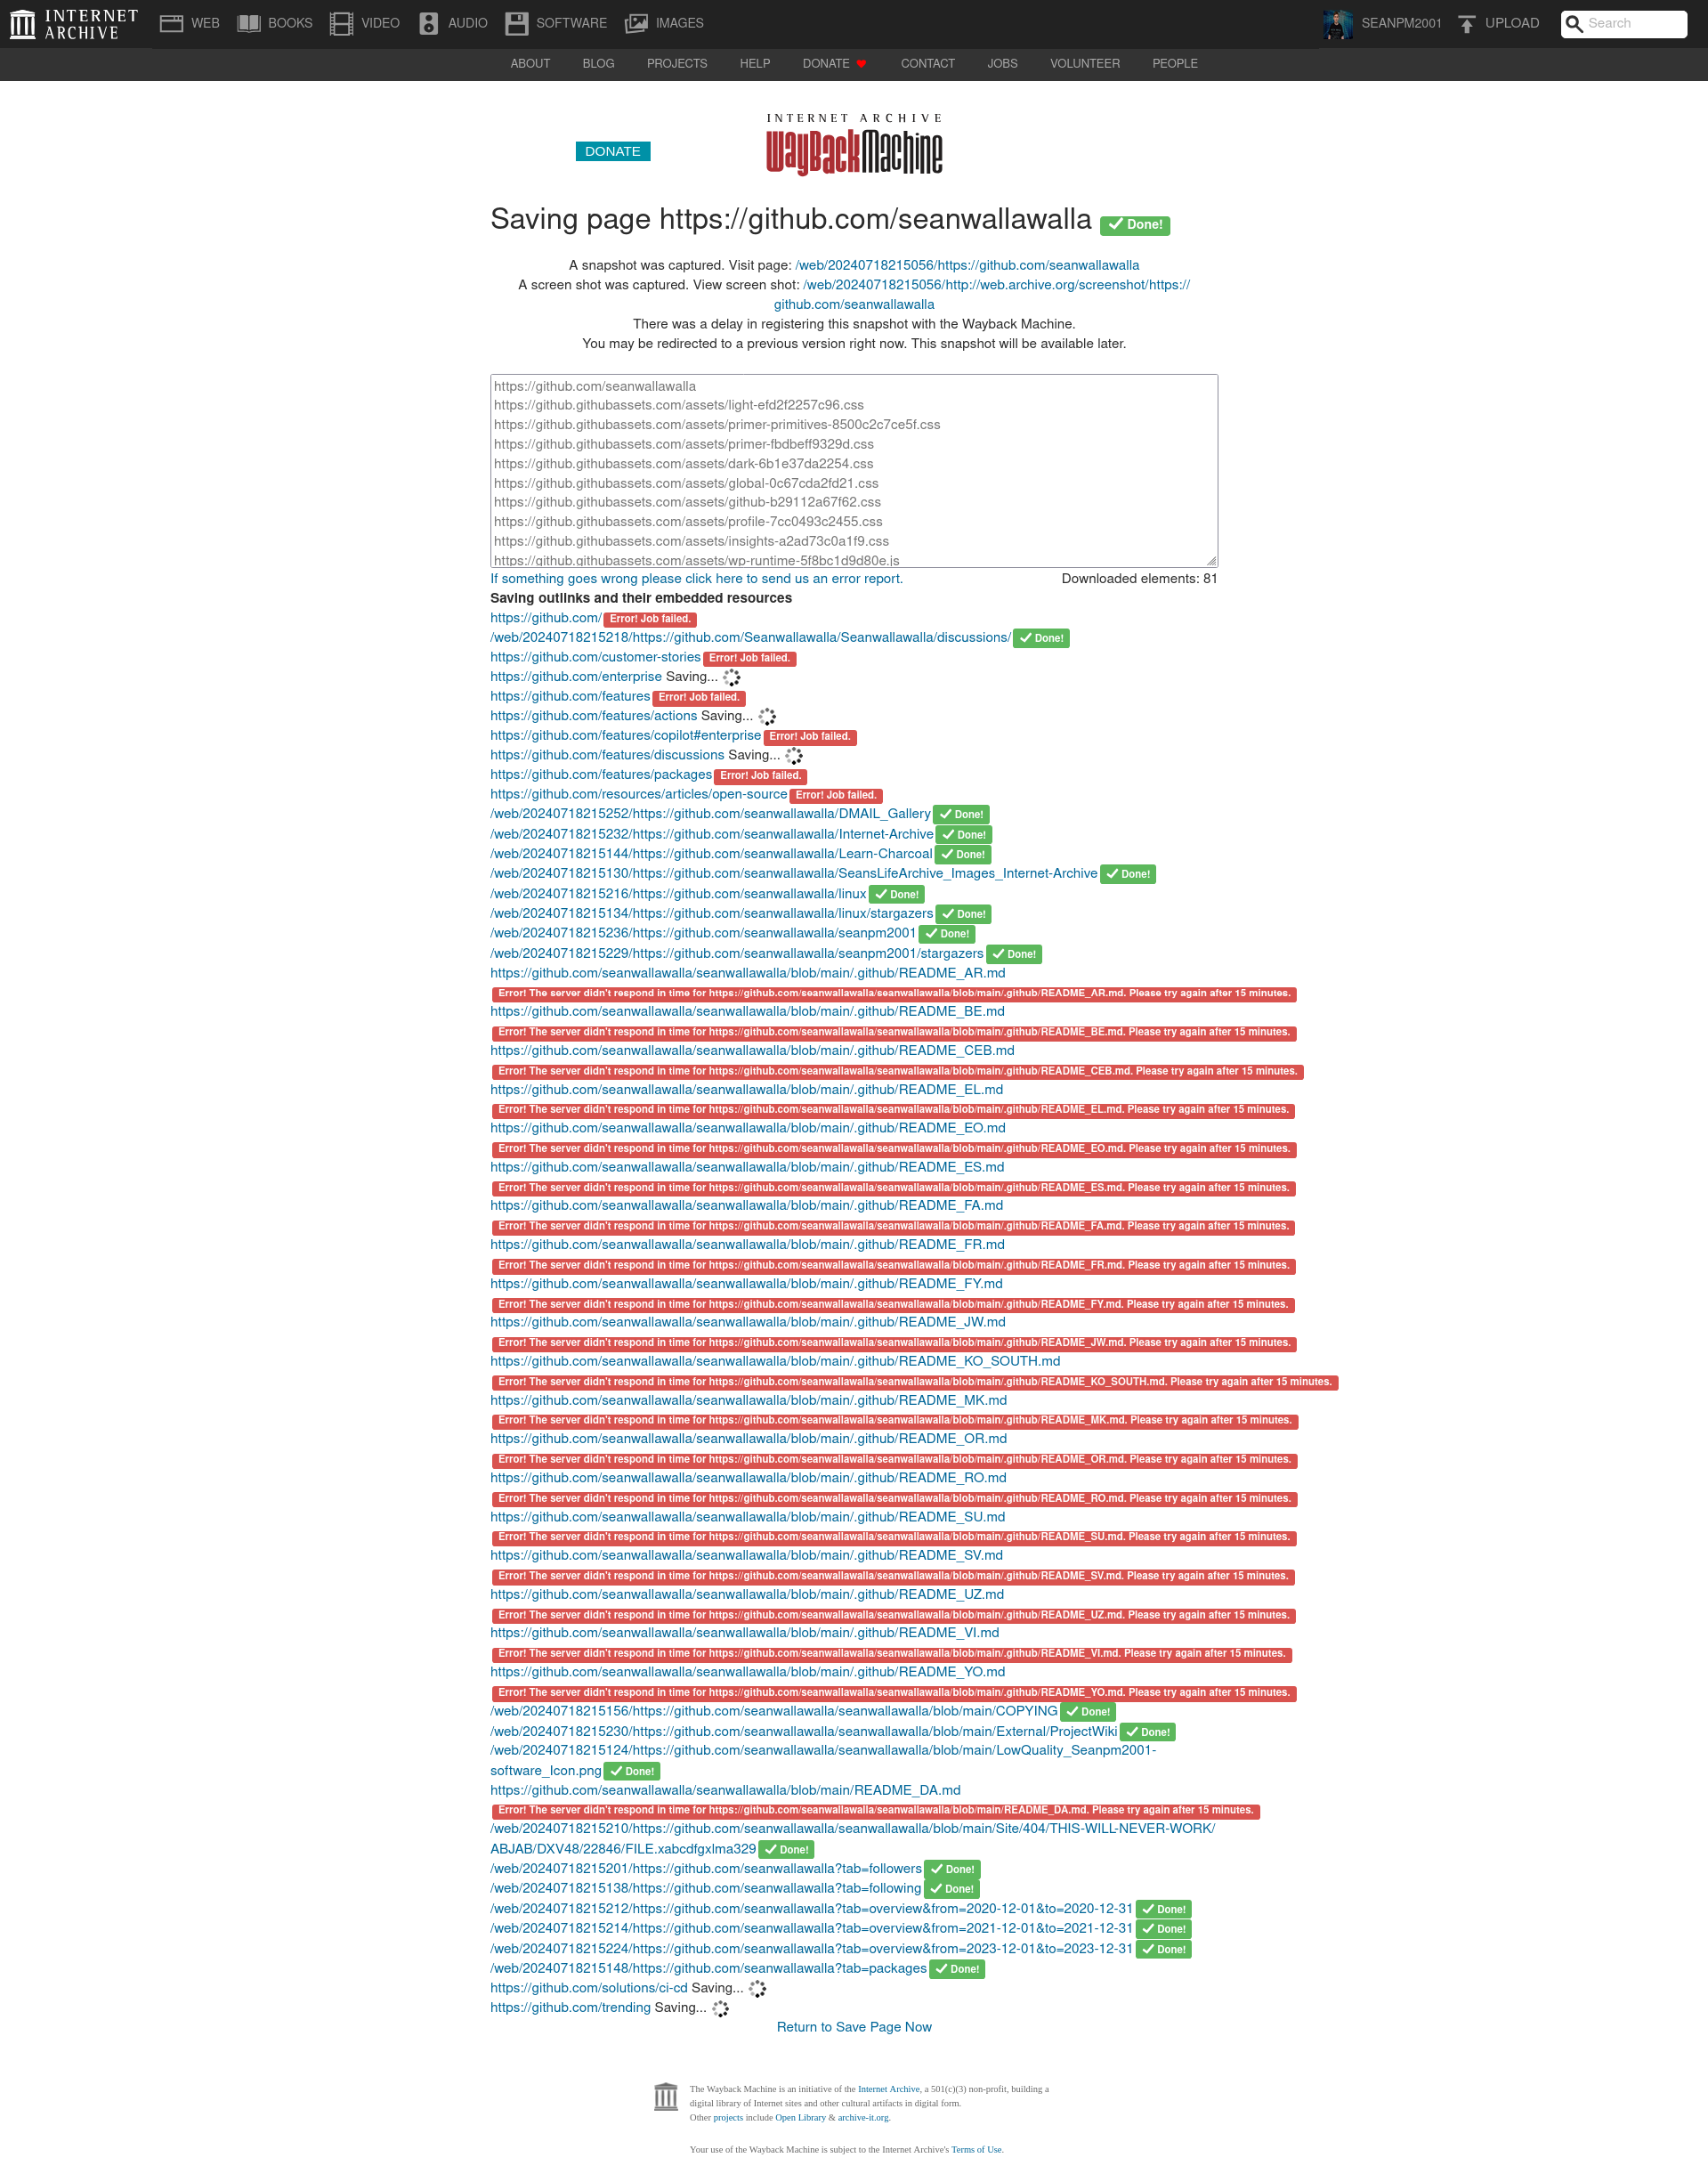 INTERNET ARCHIVE
WEB BOOKS VIDEO AUDIO SOFTWARE IMAGES SEANPM2001 UPLOAD Search
ABOUT BLOG PROJECTS HELP DONATE CONTACT JOBS VOLUNTEER PEOPLE
INTERNET ARCHIVE
DONATE WayBackMachine
Saving page https://github.com/seanwallawalla Done!
A snapshot was captured. Visit page: /web/20240718215056/https://github.com/seanwallawalla
A screen shot was captured. View screen shot: /web/20240718215056/http://web.archive.org/screenshot/https://
github.com/seanwallawalla
There was a delay in registering this snapshot with the Wayback Machine.
You may be redirected to a previous version right now. This snapshot will be available later.
https://github.com/seanwallawalla
https://github.githubassets.com/assets/light-efd2f2257c96.css
https://github.githubassets.com/assets/primer-primitives-8500c2c7ce5f.css
https://github.githubassets.com/assets/primer-fbdbeff9329d.css
https://github.githubassets.com/assets/dark-6b1e37da2254.css
https://github.githubassets.com/assets/global-0c67cda2fd21.css
https://github.githubassets.com/assets/github-b29112a67f62.css
https://github.githubassets.com/assets/profile-7cc0493c2455.css
https://github.githubassets.com/assets/insights-a2ad73c0a1f9.css
https://github.githubassets.com/assets/wp-runtime-5f8bc1d9d80e.js
If something goes wrong please click here to send us an error report. Downloaded elements: 81
Saving outlinks and their embedded resources
https://github.com/ Error! Job failed.
/web/20240718215218/https://github.com/Seanwallawalla/Seanwallawalla/discussions/ Done!
https://github.com/customer-stories Error! Job failed.
https://github.com/enterprise Saving...
https://github.com/features Error! Job failed.
https://github.com/features/actions Saving...
https://github.com/features/copilot#enterprise Error! Job failed.
https://github.com/features/discussions Saving...
https://github.com/features/packages Error! Job failed.
https://github.com/resources/articles/open-source Error! Job failed.
/web/20240718215252/https://github.com/seanwallawalla/DMAIL_Gallery Done!
/web/20240718215232/https://github.com/seanwallawalla/Internet-Archive Done!
/web/20240718215144/https://github.com/seanwallawalla/Learn-Charcoal Done!
/web/20240718215130/https://github.com/seanwallawalla/SeansLifeArchive_Images_Internet-Archive Done!
/web/20240718215216/https://github.com/seanwallawalla/linux Done!
/web/20240718215134/https://github.com/seanwallawalla/linux/stargazers Done!
/web/20240718215236/https://github.com/seanwallawalla/seanpm2001 Done!
/web/20240718215229/https://github.com/seanwallawalla/seanpm2001/stargazers Done!
https://github.com/seanwallawalla/seanwallawalla/blob/main/.github/README_AR.md
Error! The server didn't respond in time for https://github.com/seanwallawalla/seanwallawalla/blob/main/.github/README_AR.md. Please try again after 15 minutes.
https://github.com/seanwallawalla/seanwallawalla/blob/main/.github/README_BE.md
Error! The server didn't respond in time for https://github.com/seanwallawalla/seanwallawalla/blob/main/.github/README_BE.md. Please try again after 15 minutes.
https://github.com/seanwallawalla/seanwallawalla/blob/main/.github/README_CEB.md
Error! The server didn't respond in time for https://github.com/seanwallawalla/seanwallawalla/blob/main/.github/README_CEB.md. Please try again after 15 minutes.
https://github.com/seanwallawalla/seanwallawalla/blob/main/.github/README_EL.md
Error! The server didn't respond in time for https://github.com/seanwallawalla/seanwallawalla/blob/main/.github/README_EL.md. Please try again after 15 minutes.
https://github.com/seanwallawalla/seanwallawalla/blob/main/.github/README_EO.md
Error! The server didn't respond in time for https://github.com/seanwallawalla/seanwallawalla/blob/main/.github/README_EO.md. Please try again after 15 minutes.
https://github.com/seanwallawalla/seanwallawalla/blob/main/.github/README_ES.md
Error! The server didn't respond in time for https://github.com/seanwallawalla/seanwallawalla/blob/main/.github/README_ES.md. Please try again after 15 minutes.
https://github.com/seanwallawalla/seanwallawalla/blob/main/.github/README_FA.md
Error! The server didn't respond in time for https://github.com/seanwallawalla/seanwallawalla/blob/main/.github/README_FA.md. Please try again after 15 minutes.
https://github.com/seanwallawalla/seanwallawalla/blob/main/.github/README_FR.md
Error! The server didn't respond in time for https://github.com/seanwallawalla/seanwallawalla/blob/main/.github/README_FR.md. Please try again after 15 minutes.
https://github.com/seanwallawalla/seanwallawalla/blob/main/.github/README_FY.md
Error! The server didn't respond in time for https://github.com/seanwallawalla/seanwallawalla/blob/main/.github/README_FY.md. Please try again after 15 minutes.
https://github.com/seanwallawalla/seanwallawalla/blob/main/.github/README_JW.md
Error! The server didn't respond in time for https://github.com/seanwallawalla/seanwallawalla/blob/main/.github/README_JW.md. Please try again after 15 minutes.
https://github.com/seanwallawalla/seanwallawalla/blob/main/.github/README_KO_SOUTH.md
Error! The server didn't respond in time for https://github.com/seanwallawalla/seanwallawalla/blob/main/.github/README_KO_SOUTH.md. Please try again after 15 minutes.
https://github.com/seanwallawalla/seanwallawalla/blob/main/.github/README_MK.md
Error! The server didn't respond in time for https://github.com/seanwallawalla/seanwallawalla/blob/main/.github/README_MK.md. Please try again after 15 minutes.
https://github.com/seanwallawalla/seanwallawalla/blob/main/.github/README_OR.md
Error! The server didn't respond in time for https://github.com/seanwallawalla/seanwallawalla/blob/main/.github/README_OR.md. Please try again after 15 minutes.
https://github.com/seanwallawalla/seanwallawalla/blob/main/.github/README_RO.md
Error! The server didn't respond in time for https://github.com/seanwallawalla/seanwallawalla/blob/main/.github/README_RO.md. Please try again after 15 minutes.
https://github.com/seanwallawalla/seanwallawalla/blob/main/.github/README_SU.md
Error! The server didn't respond in time for https://github.com/seanwallawalla/seanwallawalla/blob/main/.github/README_SU.md. Please try again after 15 minutes.
https://github.com/seanwallawalla/seanwallawalla/blob/main/.github/README_SV.md
Error! The server didn't respond in time for https://github.com/seanwallawalla/seanwallawalla/blob/main/.github/README_SV.md. Please try again after 15 minutes.
https://github.com/seanwallawalla/seanwallawalla/blob/main/.github/README_UZ.md
Error! The server didn't respond in time for https://github.com/seanwallawalla/seanwallawalla/blob/main/.github/README_UZ.md. Please try again after 15 minutes.
https://github.com/seanwallawalla/seanwallawalla/blob/main/.github/README_VI.md
Error! The server didn't respond in time for https://github.com/seanwallawalla/seanwallawalla/blob/main/.github/README_VI.md. Please try again after 15 minutes.
https://github.com/seanwallawalla/seanwallawalla/blob/main/.github/README_YO.md
Error! The server didn't respond in time for https://github.com/seanwallawalla/seanwallawalla/blob/main/.github/README_YO.md. Please try again after 15 minutes.
/web/20240718215156/https://github.com/seanwallawalla/seanwallawalla/blob/main/COPYING Done!
/web/20240718215230/https://github.com/seanwallawalla/seanwallawalla/blob/main/External/ProjectWiki Done!
/web/20240718215124/https://github.com/seanwallawalla/seanwallawalla/blob/main/LowQuality_Seanpm2001-
software_Icon.png Done!
https://github.com/seanwallawalla/seanwallawalla/blob/main/README_DA.md
Error! The server didn't respond in time for https://github.com/seanwallawalla/seanwallawalla/blob/main/README_DA.md. Please try again after 15 minutes.
/web/20240718215210/https://github.com/seanwallawalla/seanwallawalla/blob/main/Site/404/THIS-WILL-NEVER-WORK/
ABJAB/DXV48/22846/FILE.xabcdfgxlma329 Done!
/web/20240718215201/https://github.com/seanwallawalla?tab=followers Done!
/web/20240718215138/https://github.com/seanwallawalla?tab=following Done!
/web/20240718215212/https://github.com/seanwallawalla?tab=overview&from=2020-12-01&to=2020-12-31 Done!
/web/20240718215214/https://github.com/seanwallawalla?tab=overview&from=2021-12-01&to=2021-12-31 Done!
/web/20240718215224/https://github.com/seanwallawalla?tab=overview&from=2023-12-01&to=2023-12-31 Done!
/web/20240718215148/https://github.com/seanwallawalla?tab=packages Done!
https://github.com/solutions/ci-cd Saving...
https://github.com/trending Saving...
Return to Save Page Now
The Wayback Machine is an initiative of the Internet Archive, a 501(c)(3) non-profit, building a
digital library of Internet sites and other cultural artifacts in digital form.
Other projects include Open Library & archive-it.org.
Your use of the Wayback Machine is subject to the Internet Archive's Terms of Use.